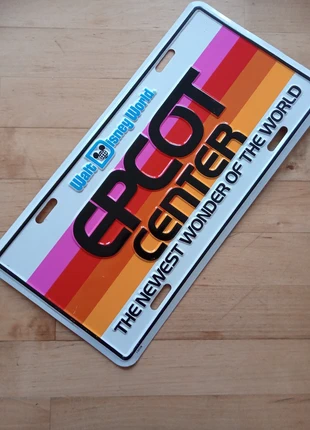 Walt Disney World
EPCOT
CENTER
THE NEWEST WONDER OF THE WORLD